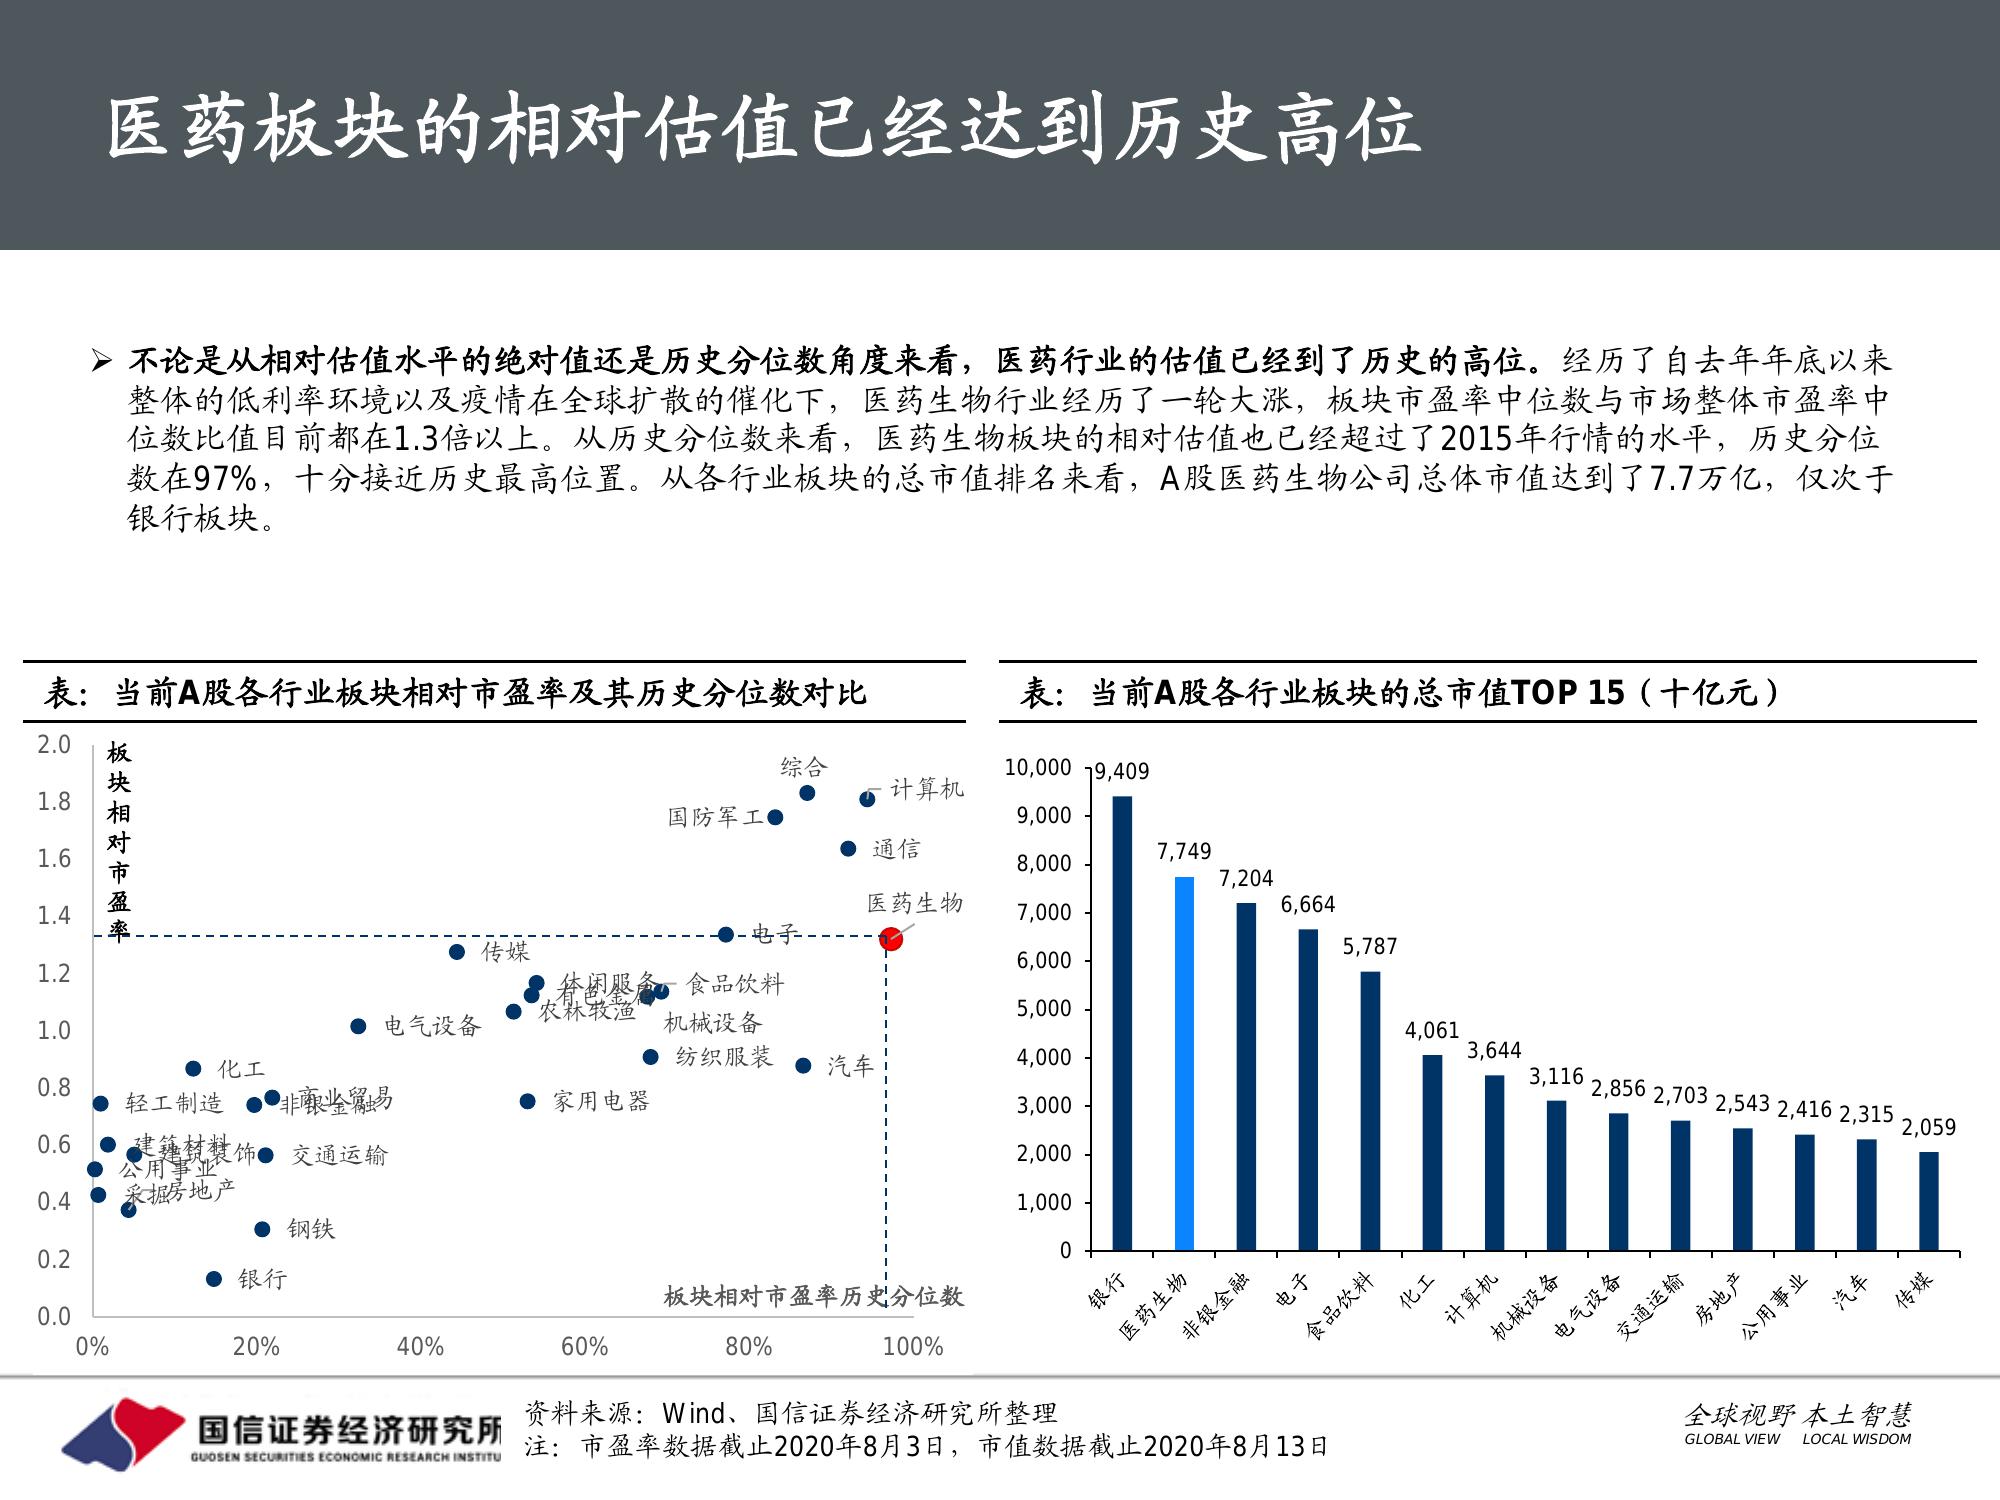 医药板块的相对估值已经达到历史高位
➢ 不论是从相对估值水平的绝对值还是历史分位数角度来看，医药行业的估值已经到了历史的高位。经历了自去年年底以来
整体的低利率环境以及疫情在全球扩散的催化下，医药生物行业经历了一轮大涨，板块市盈率中位数与市场整体市盈率中
位数比值目前都在1.3倍以上。从历史分位数来看，医药生物板块的相对估值也已经超过了2015年行情的水平，历史分位
数在97%，十分接近历史最高位置。从各行业板块的总市值排名来看，A股医药生物公司总体市值达到了7.7万亿，仅次于
银行板块。
表：当前A股各行业板块相对市盈率及其历史分位数对比
2.0
1.8
1.6
1.4
1.2
1.0
0.8
0.6
0.4
0.2
0.0
板块相对市盈率
综合
计算机
国防军工
通信
医药生物
电子
传媒
休闲服务
食品饮料
有色金属
农林牧渔
机械设备
电气设备
纺织服装
汽车
化工
商业贸易
轻工制造
非银金融
家用电器
建筑材料
建筑装饰
交通运输
公用事业
采掘
房地产
钢铁
银行
板块相对市盈率历史分位数
0% 20% 40% 60% 80% 100%
表：当前A股各行业板块的总市值TOP 15（十亿元）
10,000
9,000
8,000
7,000
6,000
5,000
4,000
3,000
2,000
1,000
0
9,409
7,749
7,204
6,664
5,787
4,061
3,644
3,116
2,856
2,703
2,543
2,416
2,315
2,059
银行
医药生物
非银金融
电子
食品饮料
化工
计算机
机械设备
电气设备
交通运输
房地产
公用事业
汽车
传媒
国信证券经济研究所
GUOSEN SECURITIES ECONOMIC RESEARCH INSTITU
资料来源：Wind、国信证券经济研究所整理
注：市盈率数据截止2020年8月3日，市值数据截止2020年8月13日
全球视野 本土智慧
GLOBAL VIEW LOCAL WISDOM